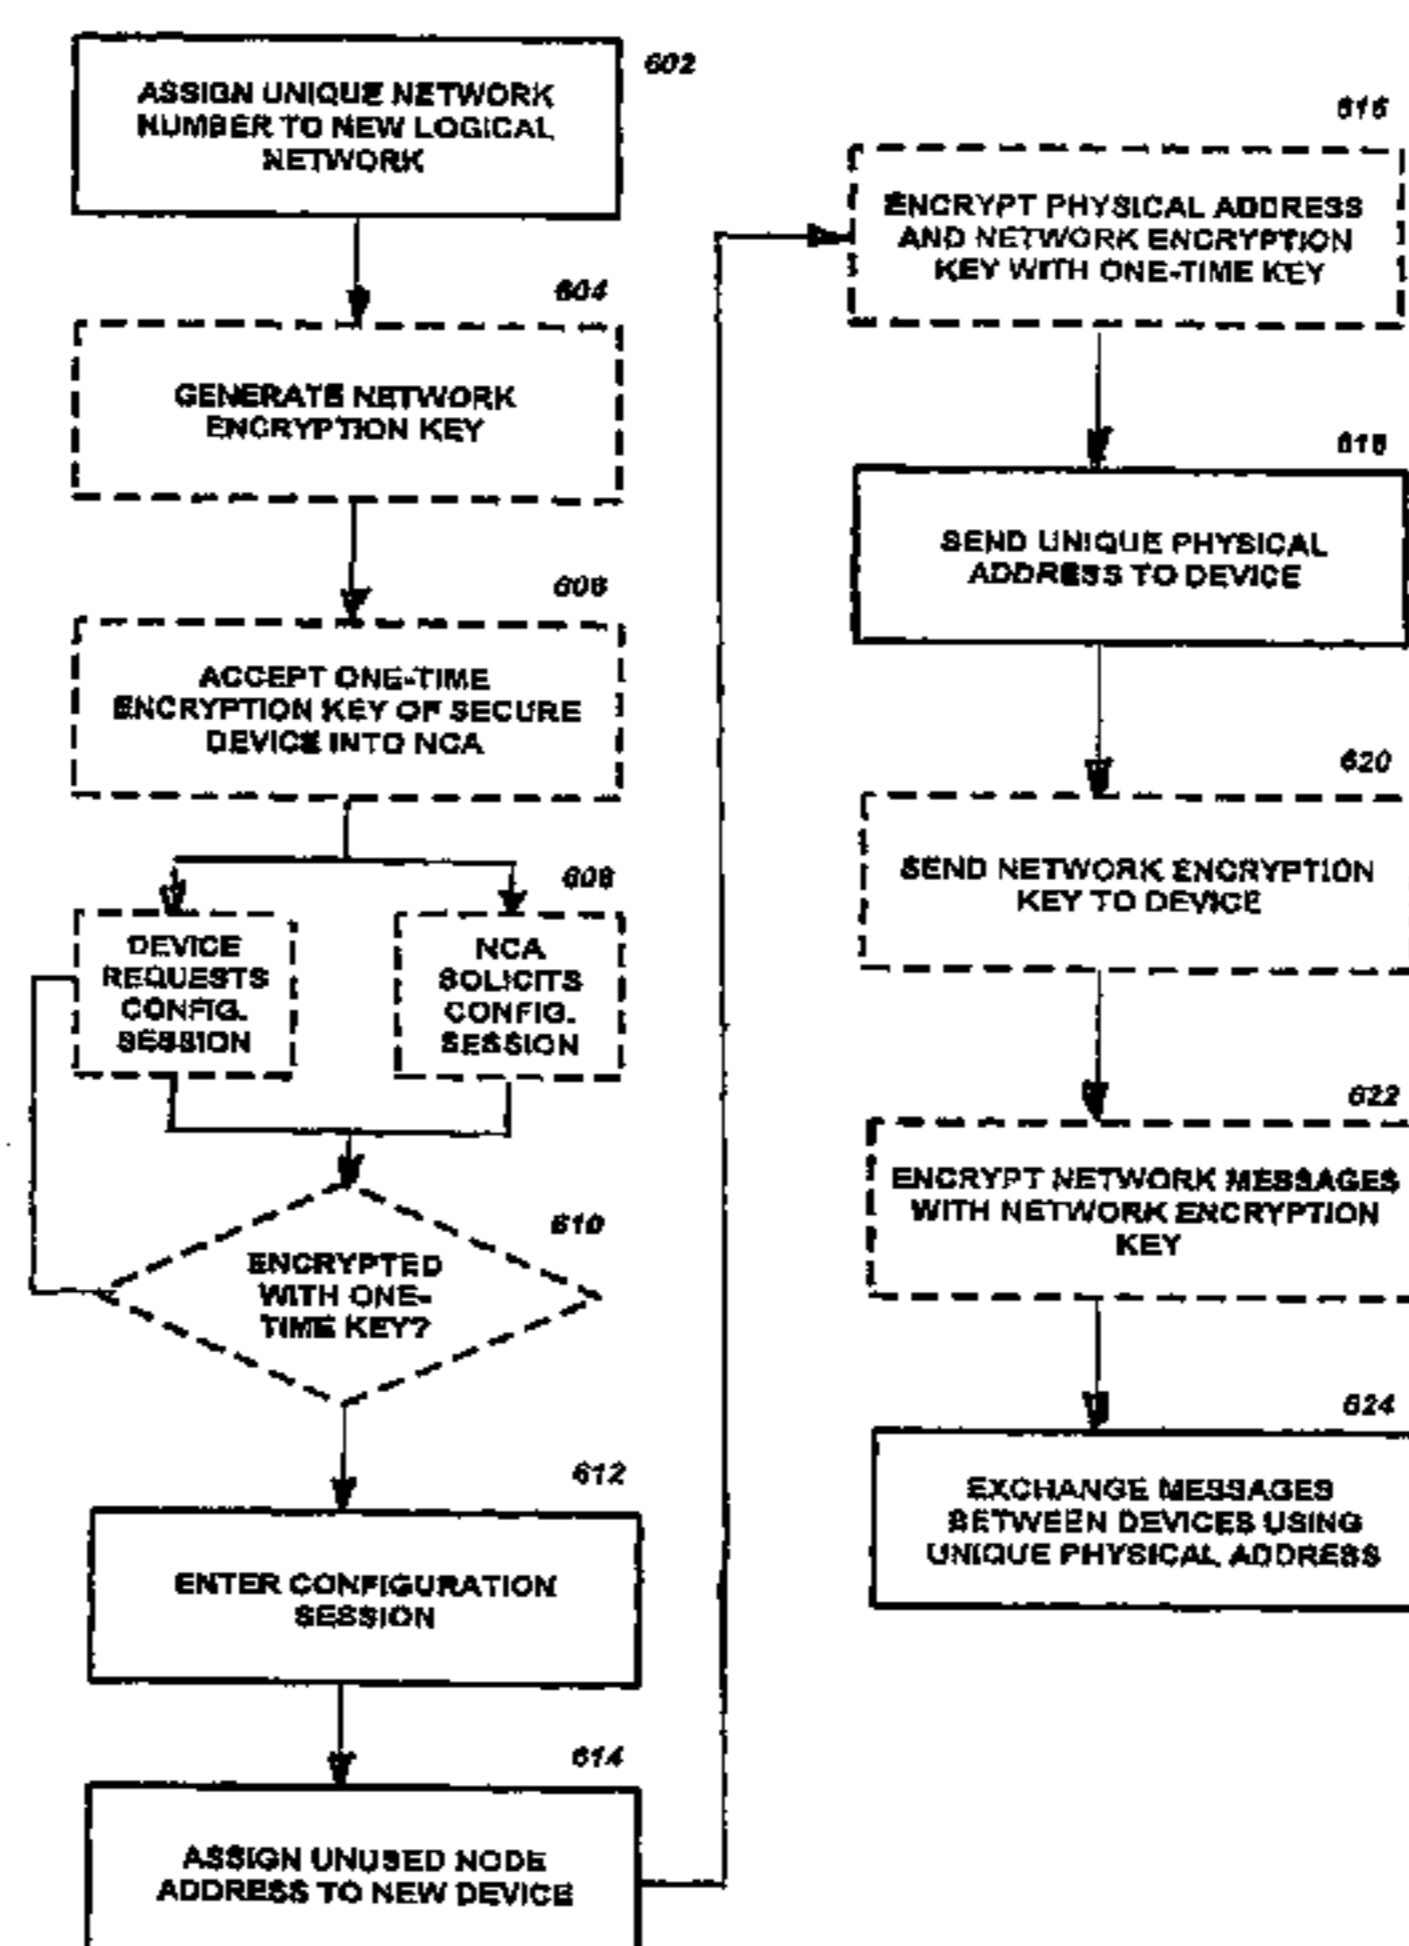 602
ASSIGN UNIQUE NETWORK
NUMBER TO NEW LOGICAL
NETWORK
604
GENERATE NETWORK
ENCRYPTION KEY
606
ACCEPT ONE-TIME
ENCRYPTION KEY OF SECURE
DEVICE INTO NCA
608
DEVICE
REQUESTS
CONFIG.
SESSION
NCA
SOLICITS
CONFIG.
SESSION
610
ENCRYPTED
WITH ONE-
TIME KEY?
612
ENTER CONFIGURATION
SESSION
614
ASSIGN UNUSED NODE
ADDRESS TO NEW DEVICE
616
ENCRYPT PHYSICAL ADDRESS
AND NETWORK ENCRYPTION
KEY WITH ONE-TIME KEY
618
SEND UNIQUE PHYSICAL
ADDRESS TO DEVICE
620
SEND NETWORK ENCRYPTION
KEY TO DEVICE
622
ENCRYPT NETWORK MESSAGES
WITH NETWORK ENCRYPTION
KEY
624
EXCHANGE MESSAGES
BETWEEN DEVICES USING
UNIQUE PHYSICAL ADDRESS